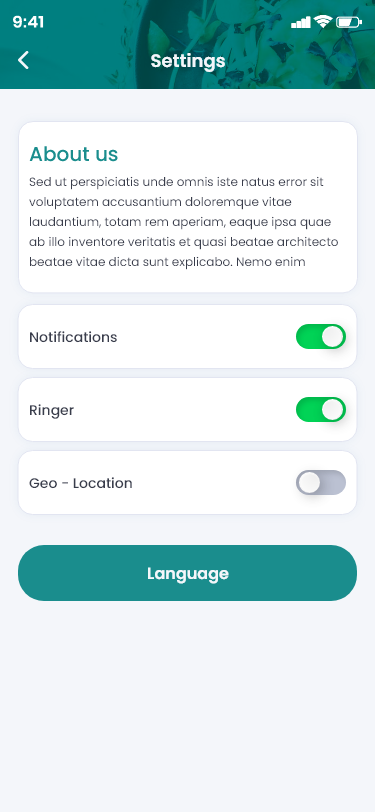 9:41
Settings
About us
Sed ut perspiciatis unde omnis iste natus error sit
voluptatem accusantium doloremque vitae
laudantium, totam rem aperiam, eaque ipsa quae
ab illo inventore veritatis et quasi beatae architecto
beatae vitae dicta sunt explicabo. Nemo enim
Notifications
Ringer
Geo - Location
Language